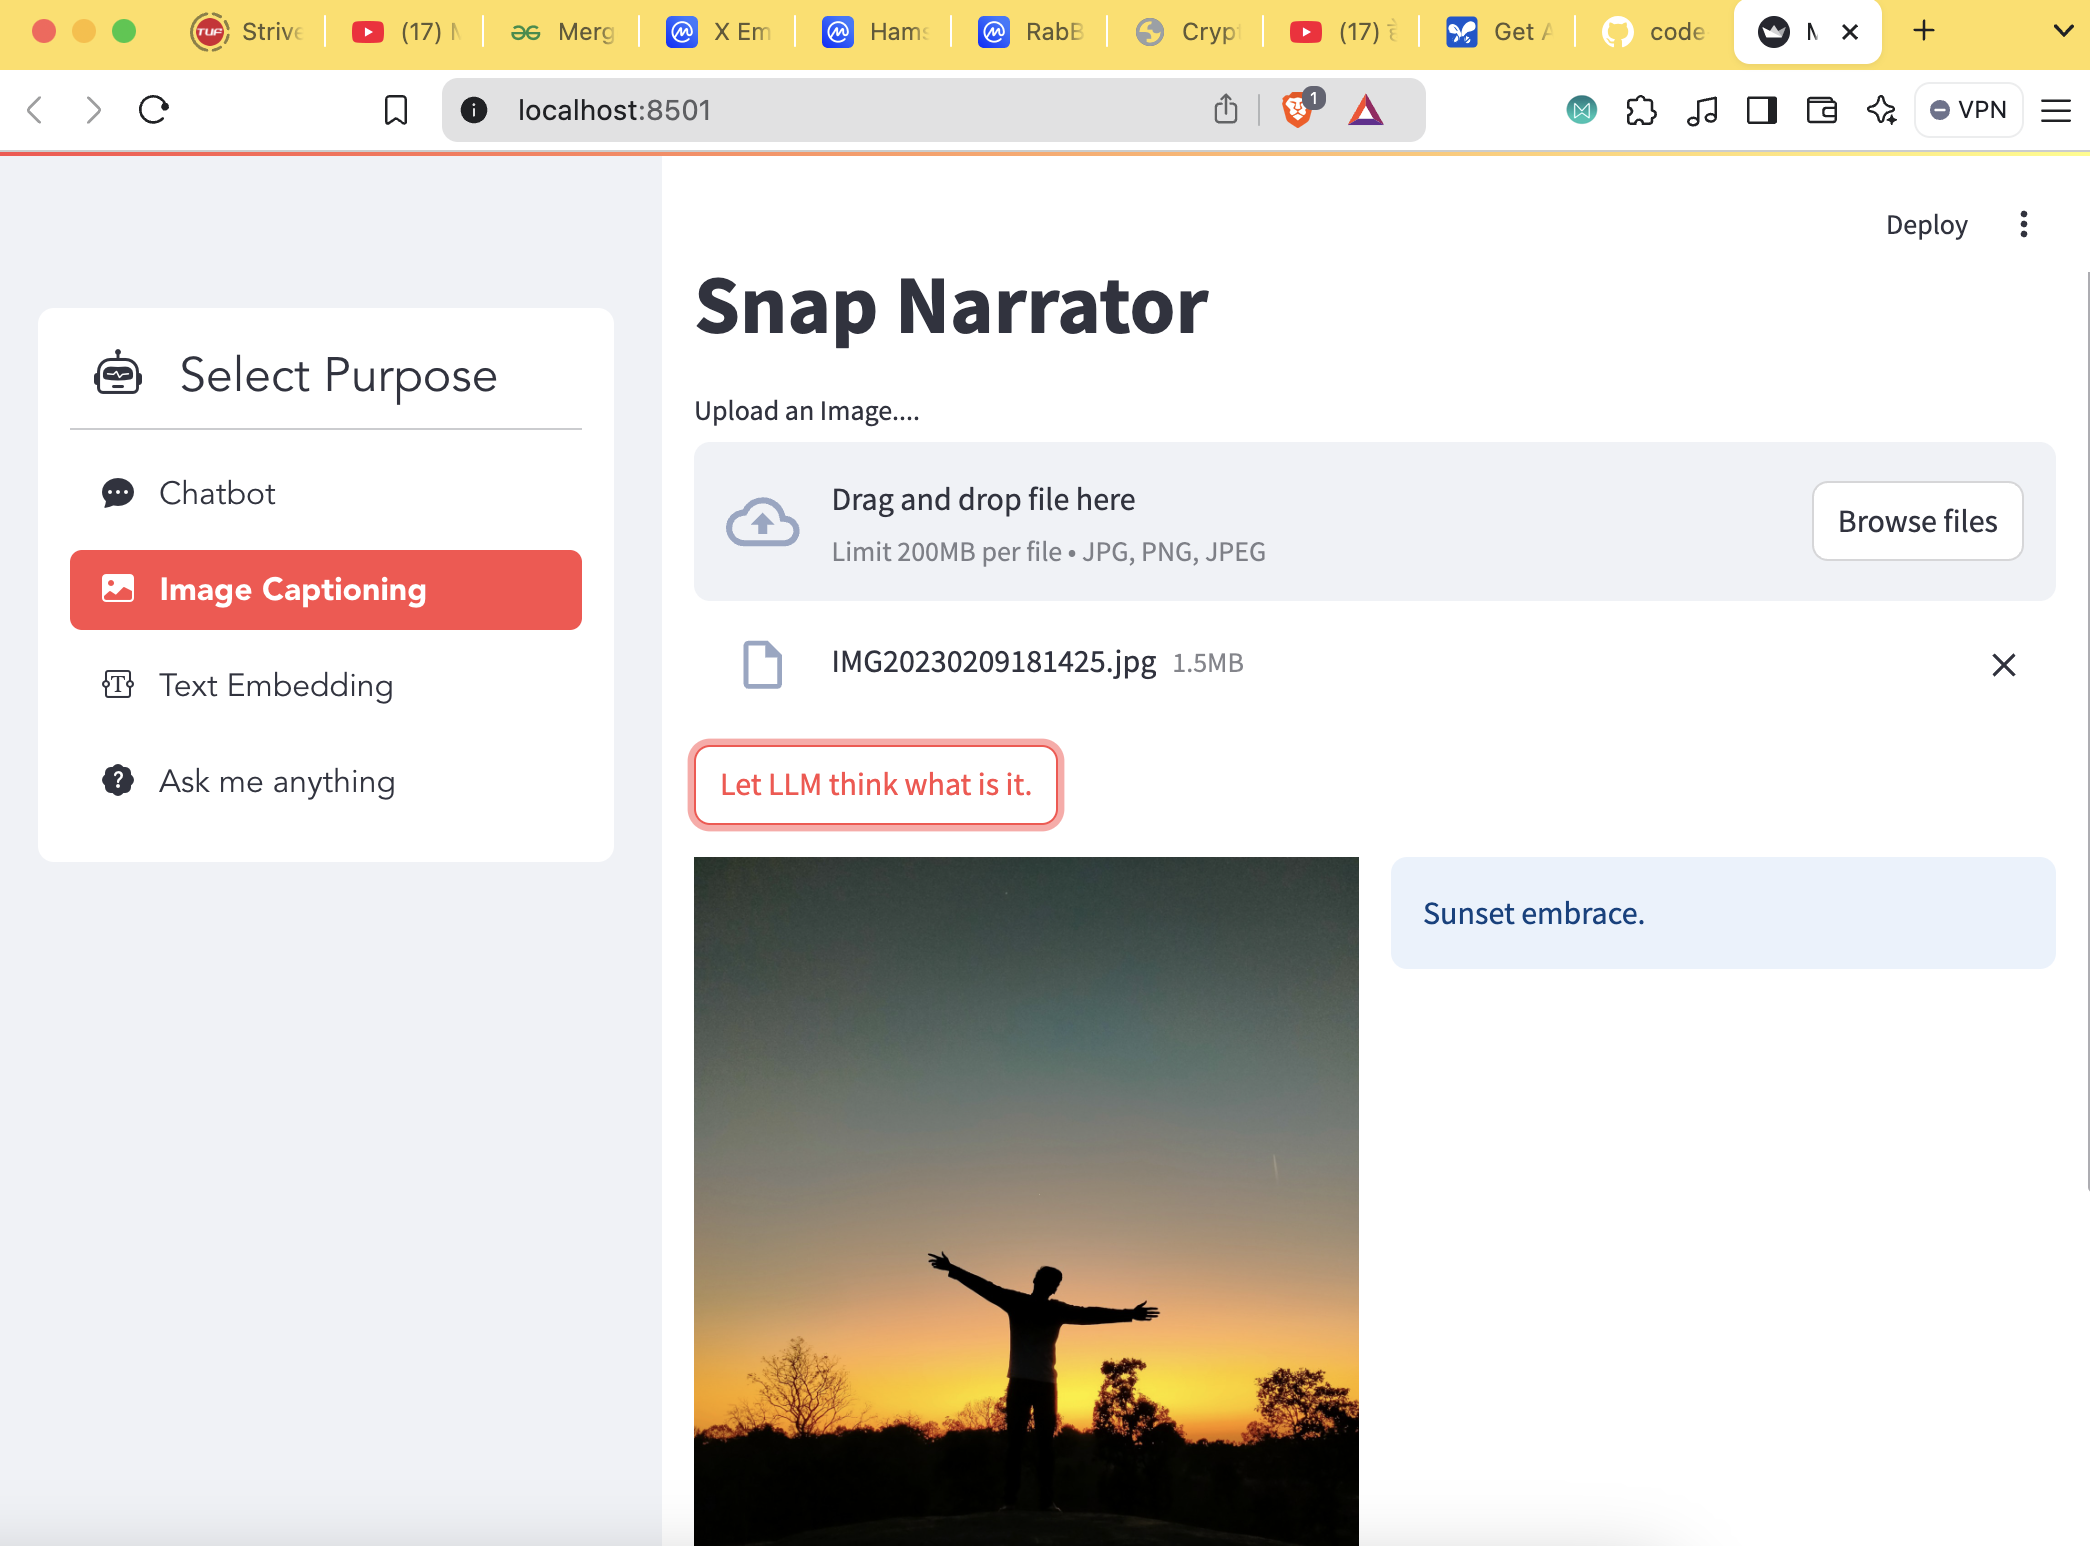 TUF
Strive
(17)
Merg
X Em
Hams
RabB
Cryp
(17)
Get A
code
localhost:8501
1
VPN
Deploy
Select Purpose
Chatbot
Image Captioning
Text Embedding
Ask me anything
Snap Narrator
Upload an Image....
Drag and drop file here
Limit 200MB per file • JPG, PNG, JPEG
Browse files
IMG20230209181425.jpg 1.5MB
Let LLM think what is it.
Sunset embrace.